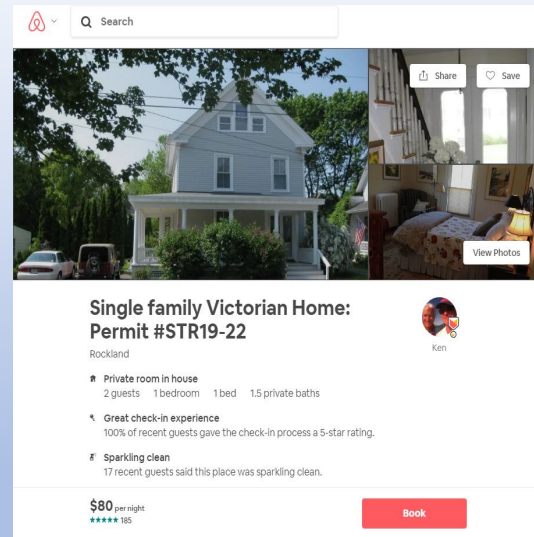 Search
Share
Save
View Photos
Single family Victorian Home:
Permit #STR19-22
Ken
Rockland
Private room in house
2 guests 1 bedroom 1 bed 1.5 private baths
Great check-in experience
100% of recent guests gave the check-in process a 5-star rating.
Sparkling clean
17 recent guests said this place was sparkling clean.
$80 per night
★★★★★ 185
Book